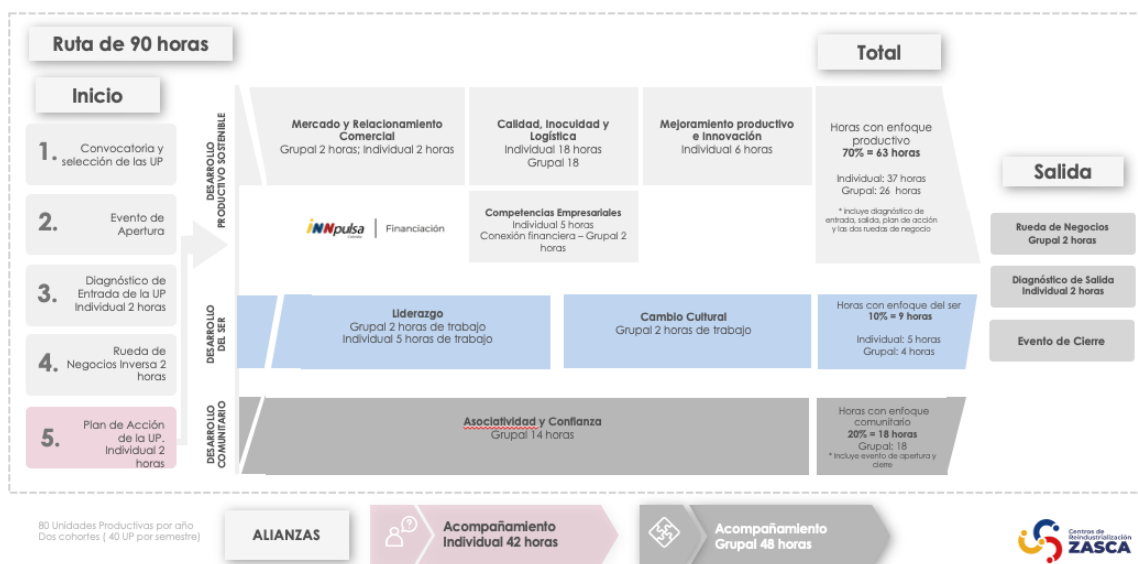 Ruta de 90 horas
Total
Inicio
1. Convocatoria y
selección de las UP
2. Evento de
Apertura
3. Diagnóstico de
Entrada de la UP
Individual 2 horas
4. Rueda de
Negocios Inversa 2
horas
5. Plan de Acción
de la UP.
Individual 2
horas
DESARROLLO
PRODUCTIVO SOSTENIBLE
Mercado y Relacionamiento
Comercial
Grupal 2 horas; Individual 2 horas
Calidad, Inocuidad y
Logística
Individual 18 horas
Grupal 18
Mejoramiento productivo
e Innovación
Individual 6 horas
Horas con enfoque
productivo
70% = 63 horas
Individual: 37 horas
Grupal: 26 horas
* Incluye diagnóstico de
entrada, salida, plan de acción
y las dos ruedas de negocio
iNNpulsa
Colombia
Financiación
Competencias Empresariales
Individual 5 horas
Conexión financiera – Grupal 2
horas
DESARROLLO
DEL SER
Liderazgo
Grupal 2 horas de trabajo
Individual 5 horas de trabajo
Cambio Cultural
Grupal 2 horas de trabajo
Horas con enfoque del ser
10% = 9 horas
Individual: 5 horas
Grupal: 4 horas
DESARROLLO
COMUNITARIO
Asociatividad y Confianza
Grupal 14 horas
Horas con enfoque
comunitario
20% = 18 horas
Grupal: 18
* Incluye evento de apertura y
cierre
Salida
Rueda de Negocios
Grupal 2 horas
Diagnóstico de Salida
Individual 2 horas
Evento de Cierre
80 Unidades Productivas por año
Dos cohortes ( 40 UP por semestre)
ALIANZAS
Acompañamiento
Individual 42 horas
Acompañamiento
Grupal 48 horas
Centros de
Reindustrialización
ZASCA